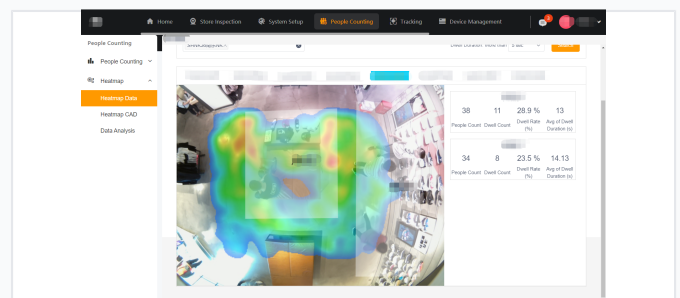 Home Store Inspection System Setup People Counting Tracking Device Management
People Counting
People Counting
Heatmap
Heatmap Data
Heatmap CAD
Data Analysis
38 11 28.9 % 13
People Count Dwell Count Dwell Rate (%) Avg of Dwell Duration (s)
34 8 23.5 % 14.13
People Count Dwell Count Dwell Rate (%) Avg of Dwell Duration (s)